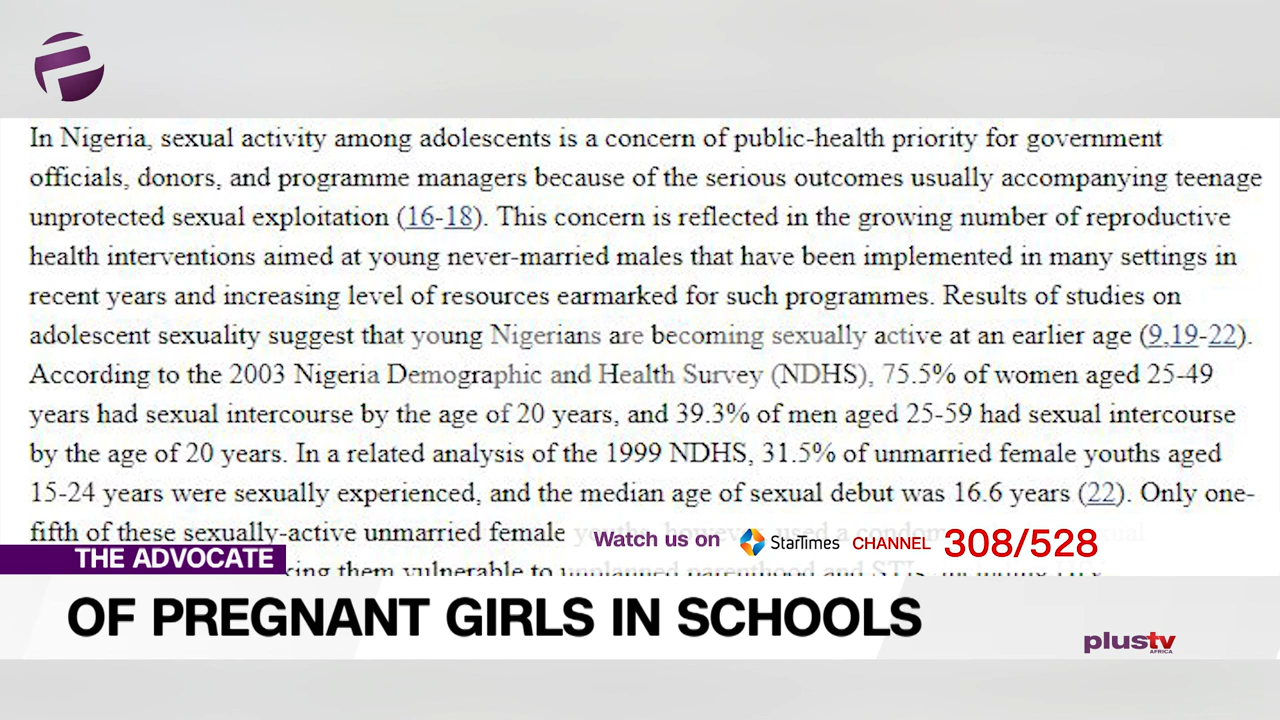 In Nigeria, sexual activity among adolescents is a concern of public-health priority for government
officials, donors, and programme managers because of the serious outcomes usually accompanying teenage
unprotected sexual exploitation (16-18). This concern is reflected in the growing number of reproductive
health interventions aimed at young never-married males that have been implemented in many settings in
recent years and increasing level of resources earmarked for such programmes. Results of studies on
adolescent sexuality suggest that young Nigerians are becoming sexually active at an earlier age (9,19-22).
According to the 2003 Nigeria Demographic and Health Survey (NDHS), 75.5% of women aged 25-49
years had sexual intercourse by the age of 20 years, and 39.3% of men aged 25-59 had sexual intercourse
by the age of 20 years. In a related analysis of the 1999 NDHS, 31.5% of unmarried female youths aged
15-24 years were sexually experienced, and the median age of sexual debut was 16.6 years (22). Only one-
fifth of these sexually-active unmarried female youths, however, used a condom
Watch us on StarTimes CHANNEL 308/528
THE ADVOCATE
them vulnerable to unplanned parenthood and
OF PREGNANT GIRLS IN SCHOOLS
plustv
AFRICA